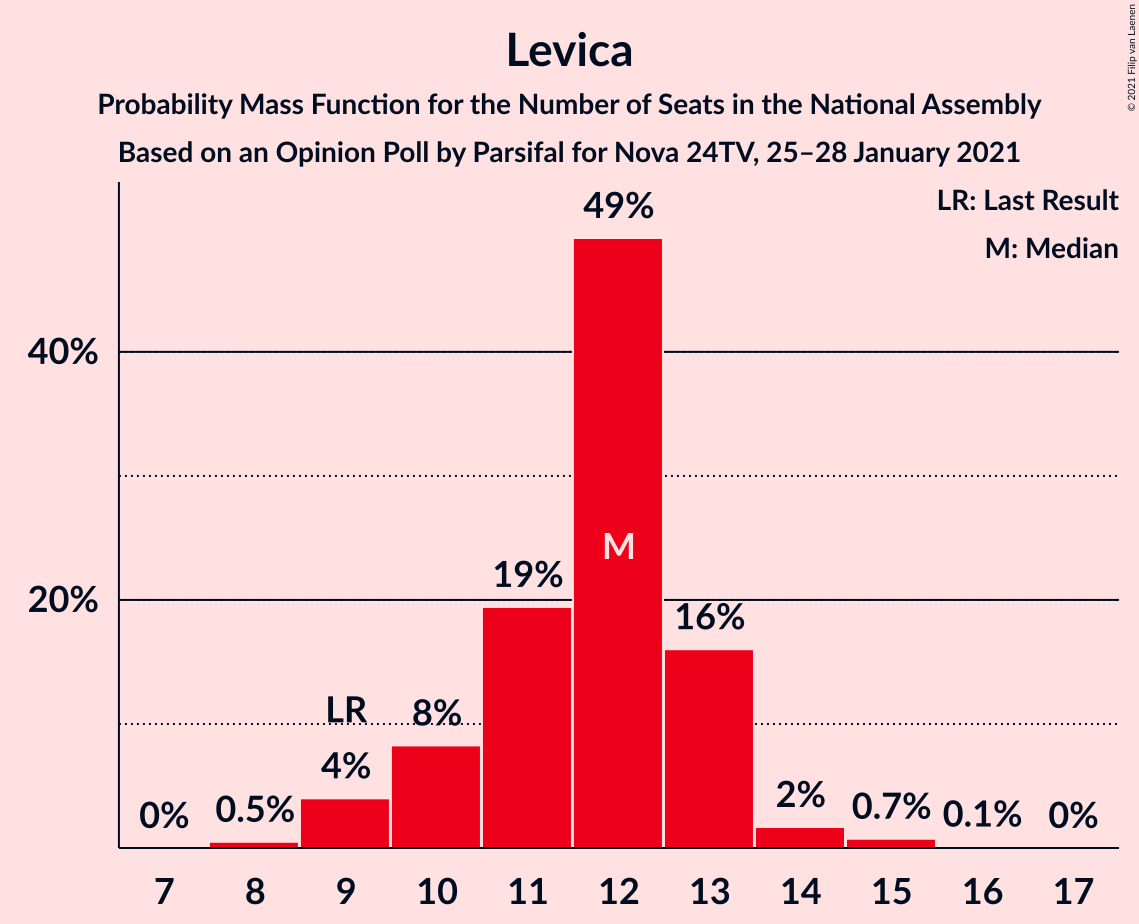 Levica
Probability Mass Function for the Number of Seats in the National Assembly
Based on an Opinion Poll by Parsifal for Nova 24TV, 25–28 January 2021
© 2021 Filip van Laenen
LR: Last Result
M: Median
40%
20%
0%
0.5%
LR
4%
8%
19%
49%
M
16%
2%
0.7%
0.1%
0%
7 8 9 10 11 12 13 14 15 16 17